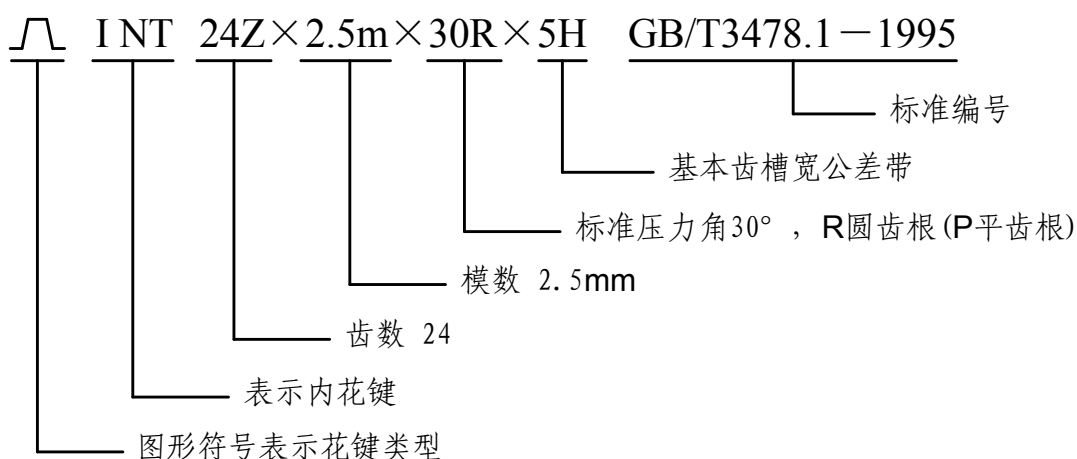 INT 24Z×2.5m×30R×5H GB/T3478.1－1995
标准编号
基本齿槽宽公差带
标准压力角30°，R圆齿根(P平齿根)
模数 2.5mm
齿数 24
表示内花键
图形符号表示花键类型